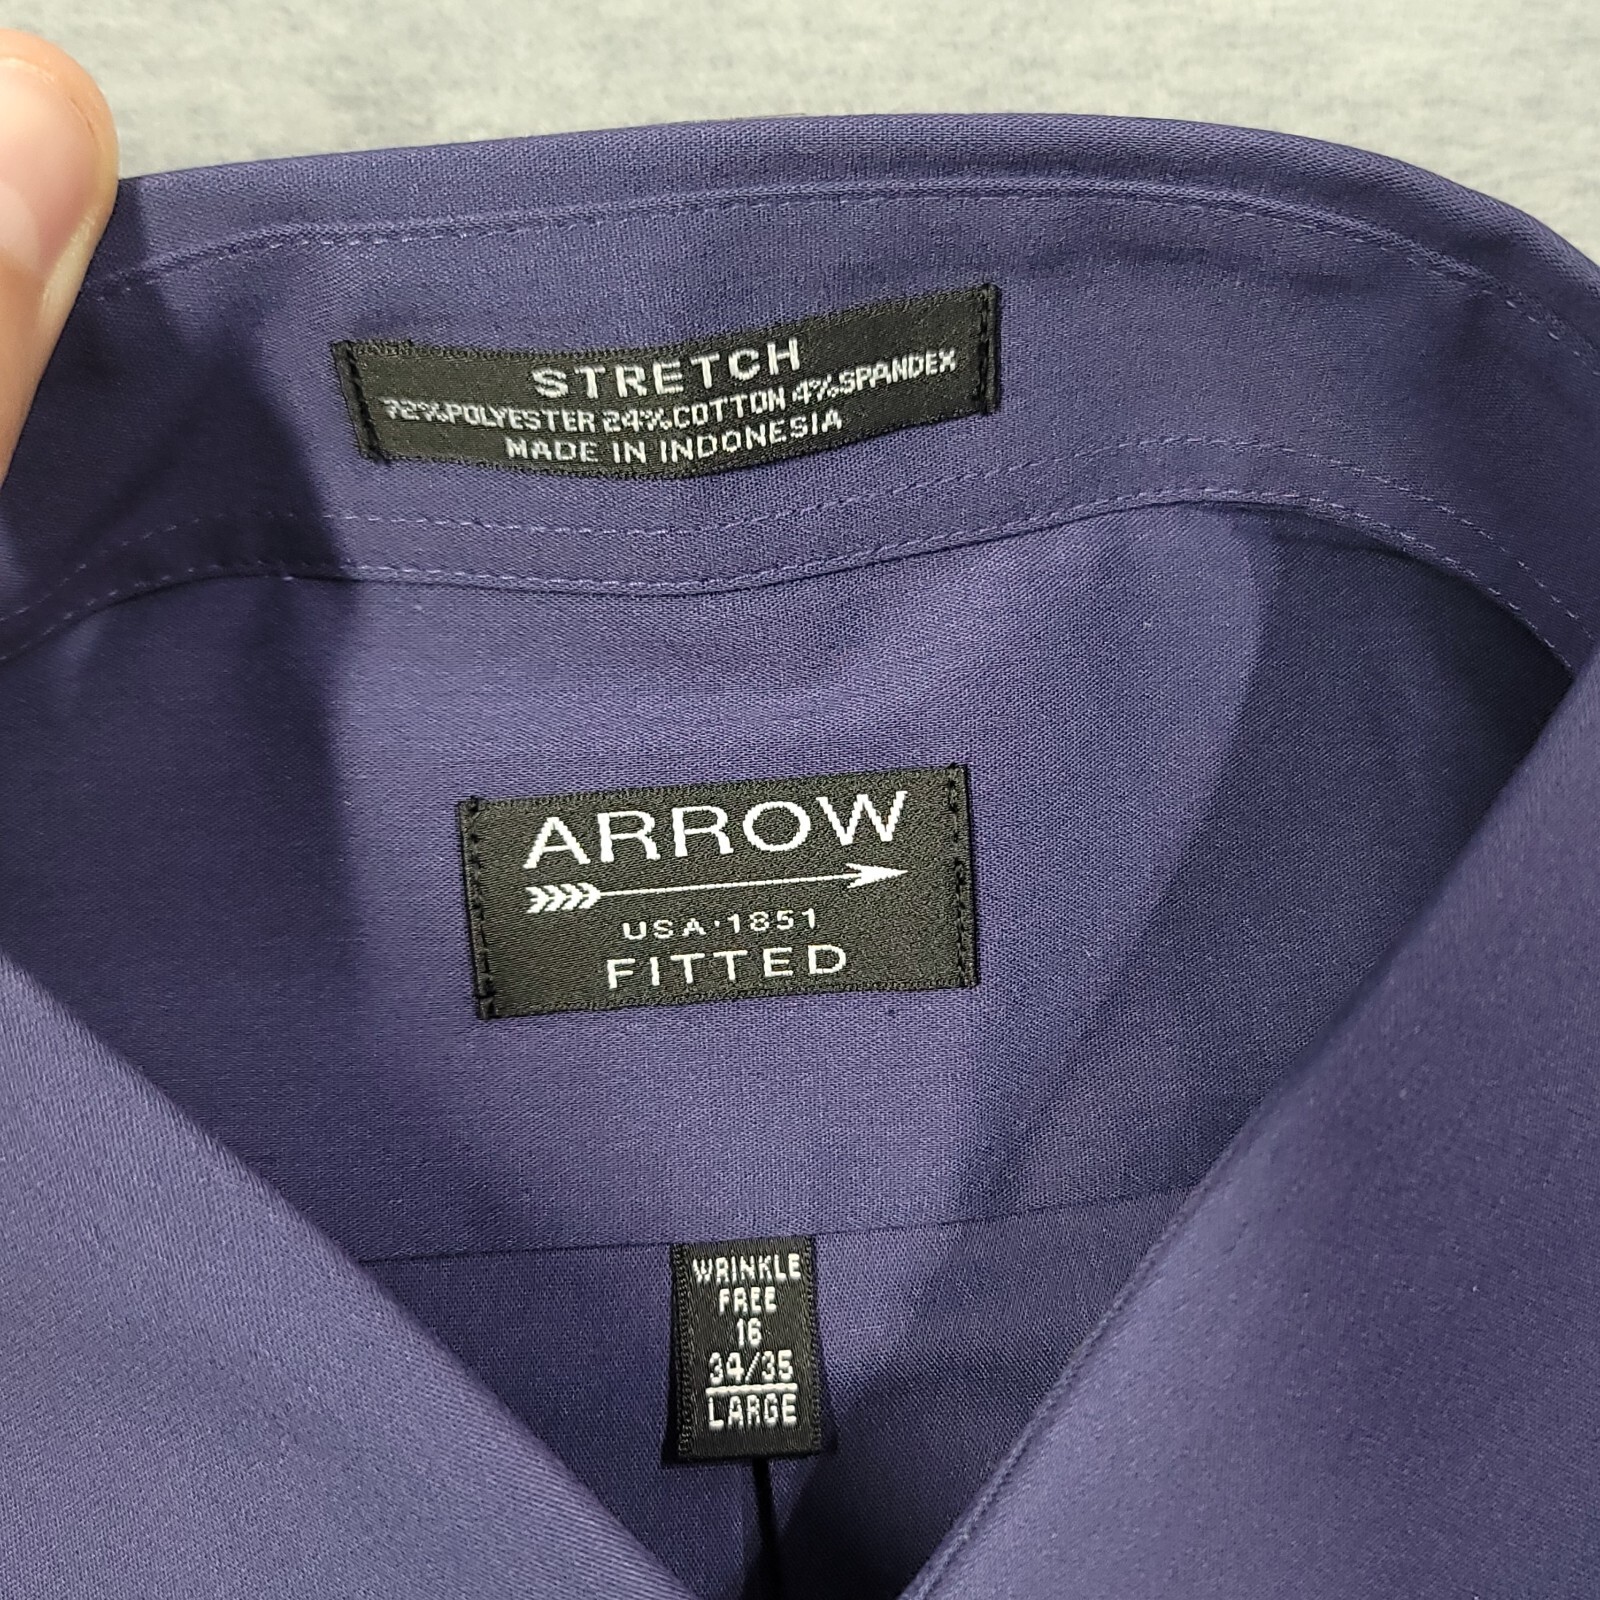 STRETCH
72%POLYESTER 24%COTTON 4%SPANDEX
MADE IN INDONESIA
ARROW
USA·1851
FITTED
WRINKLE
FREE
16
34/35
LARGE